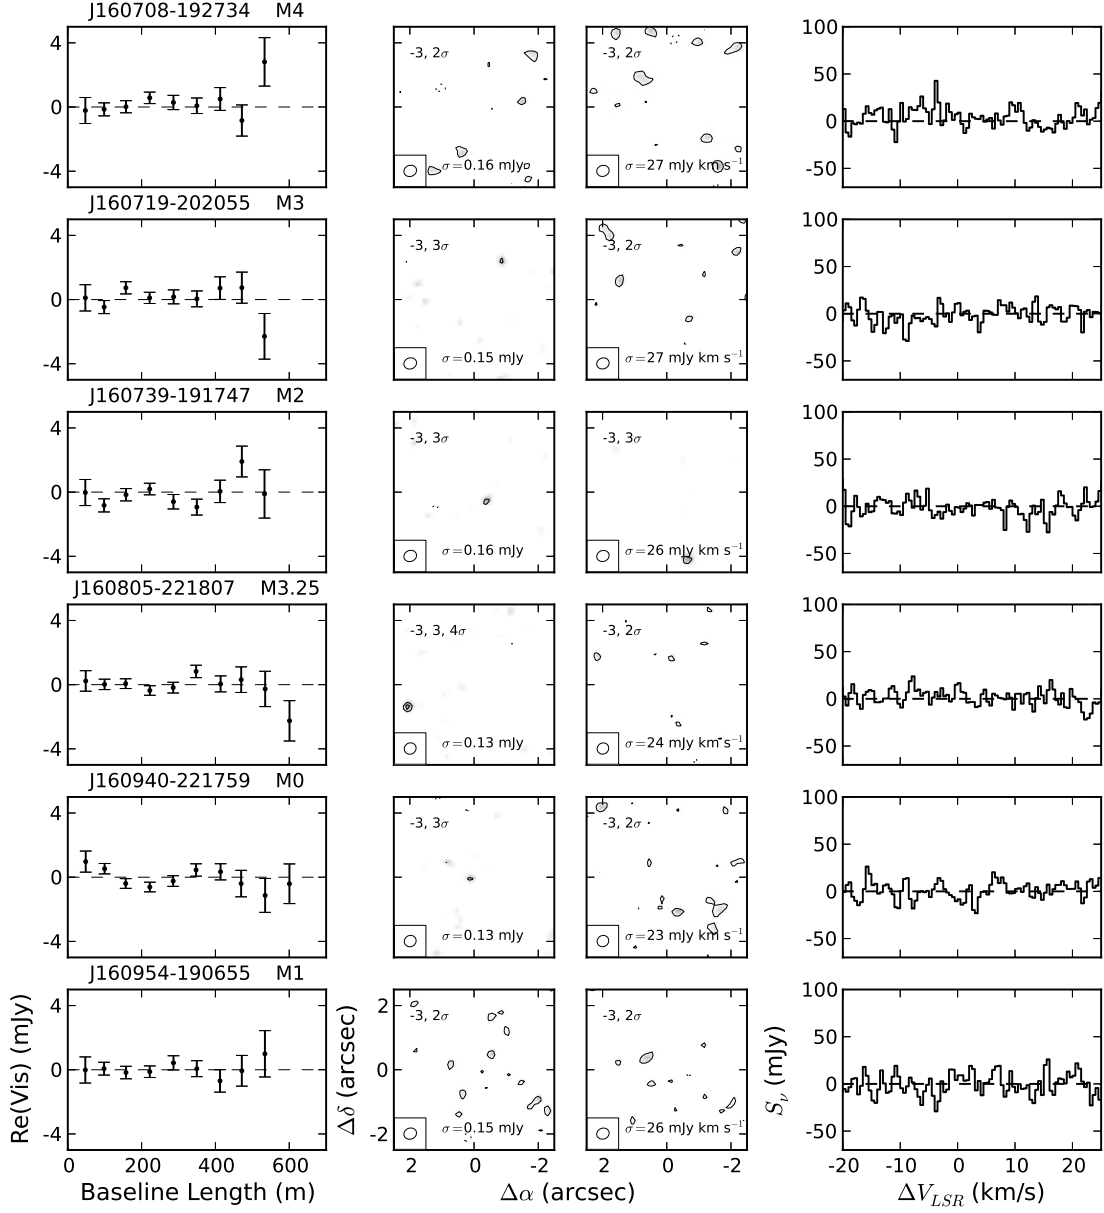 J160708-192734 M4
4
0
-4
-3, 2σ
σ=0.16 mJy
-3, 2σ
σ=27 mJy km s⁻¹
100
50
0
-50
J160719-202055 M3
4
0
-4
-3, 3σ
σ=0.15 mJy
-3, 2σ
σ=27 mJy km s⁻¹
100
50
0
-50
J160739-191747 M2
4
0
-4
-3, 3σ
σ=0.16 mJy
-3, 3σ
σ=26 mJy km s⁻¹
100
50
0
-50
J160805-221807 M3.25
4
0
-4
-3, 3, 4σ
σ=0.13 mJy
-3, 2σ
σ=24 mJy km s⁻¹
100
50
0
-50
J160940-221759 M0
4
0
-4
-3, 3σ
σ=0.13 mJy
-3, 2σ
σ=23 mJy km s⁻¹
100
50
0
-50
J160954-190655 M1
Re(Vis) (mJy)
4
0
-4
0 200 400 600
Baseline Length (m)
Δδ (arcsec)
2
0
-2
-3, 2σ
σ=0.15 mJy
-3, 2σ
σ=26 mJy km s⁻¹
2 0 -2 2 0 -2
Δα (arcsec)
Sν (mJy)
100
50
0
-50
-20 -10 0 10 20
ΔV_LSR (km/s)